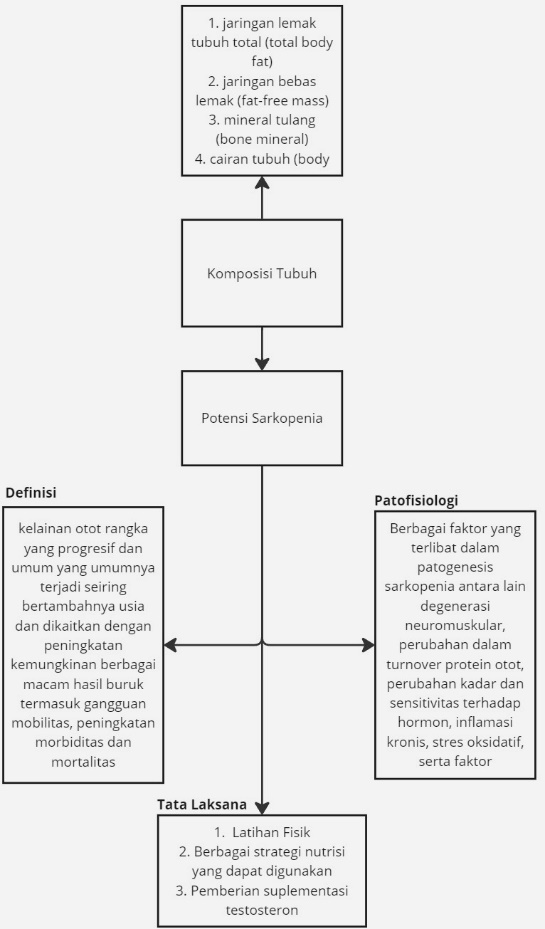 1. jaringan lemak
tubuh total (total body
fat)
2. jaringan bebas
lemak (fat-free mass)
3. mineral tulang
(bone mineral)
4. cairan tubuh (body
Komposisi Tubuh
Potensi Sarkopenia
Definisi
kelainan otot rangka
yang progresif dan
umum yang umumnya
terjadi seiring
bertambahnya usia
dan dikaitkan dengan
peningkatan
kemungkinan berbagai
macam hasil buruk
termasuk gangguan
mobilitas, peningkatan
morbiditas dan
mortalitas
Patofisiologi
Berbagai faktor yang
terlibat dalam
patogenesis
sarkopenia antara lain
degenerasi
neuromuskular,
perubahan dalam
turnover protein otot,
perubahan kadar dan
sensitivitas terhadap
hormon, inflamasi
kronis, stres oksidatif,
serta faktor
Tata Laksana
1. Latihan Fisik
2. Berbagai strategi nutrisi
yang dapat digunakan
3. Pemberian suplementasi
testosteron